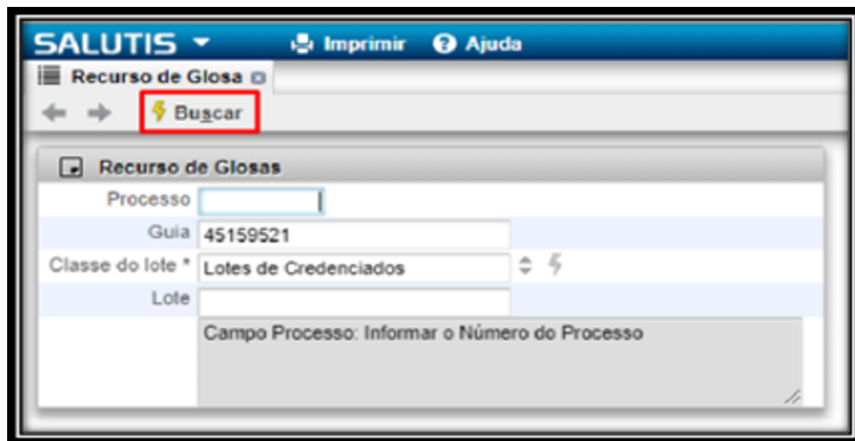 SALUTIS Imprimir Ajuda
Recurso de Glosa
Buscar
Recurso de Glosas
Processo
Guia 45159521
Classe do lote * Lotes de Credenciados
Lote
Campo Processo: Informar o Número do Processo